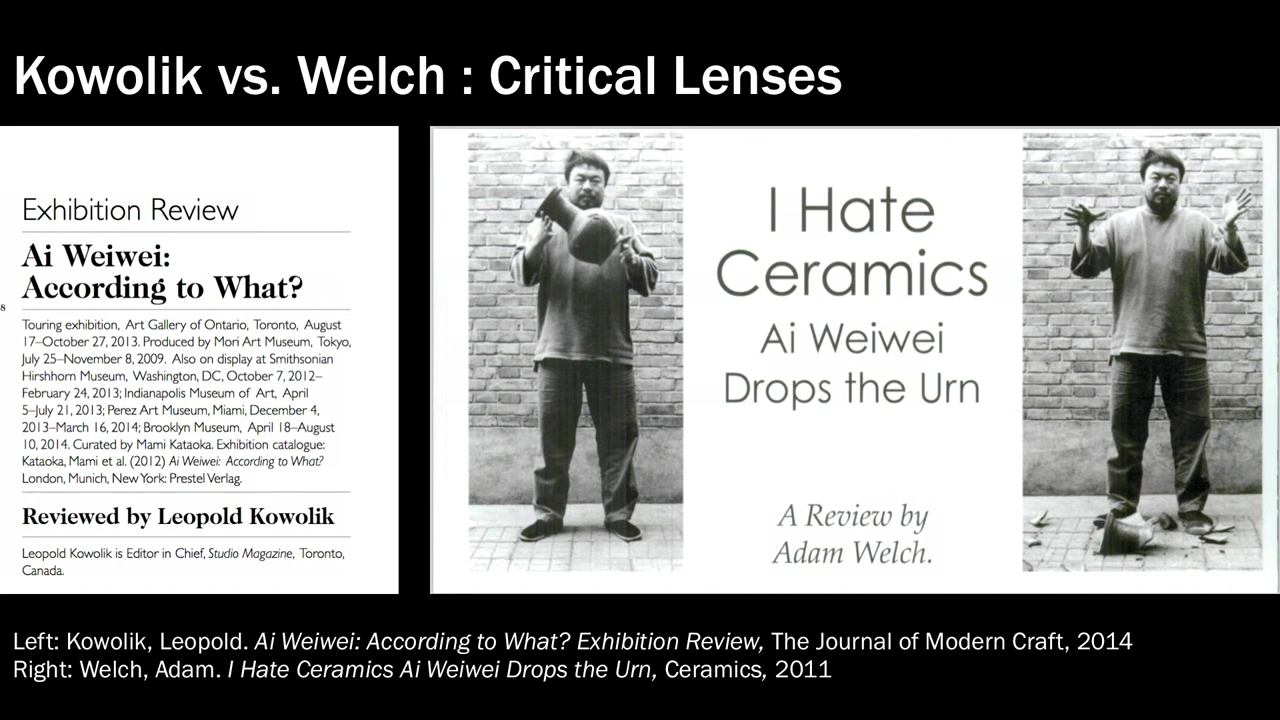 Kowolik vs. Welch : Critical Lenses
Exhibition Review
Ai Weiwei:
According to What?
8
Touring exhibition, Art Gallery of Ontario, Toronto, August
17–October 27, 2013. Produced by Mori Art Museum, Tokyo,
July 25–November 8, 2009. Also on display at Smithsonian
Hirshhorn Museum, Washington, DC, October 7, 2012–
February 24, 2013; Indianapolis Museum of Art, April
5–July 21, 2013; Perez Art Museum, Miami, December 4,
2013–March 16, 2014; Brooklyn Museum, April 18–August
10, 2014. Curated by Mami Kataoka. Exhibition catalogue:
Kataoka, Mami et al. (2012) Ai Weiwei: According to What?
London, Munich, New York: Prestel Verlag.
Reviewed by Leopold Kowolik
Leopold Kowolik is Editor in Chief, Studio Magazine, Toronto,
Canada.
I Hate
Ceramics
Ai Weiwei
Drops the Urn
A Review by
Adam Welch.
Left: Kowolik, Leopold. Ai Weiwei: According to What? Exhibition Review, The Journal of Modern Craft, 2014
Right: Welch, Adam. I Hate Ceramics Ai Weiwei Drops the Urn, Ceramics, 2011